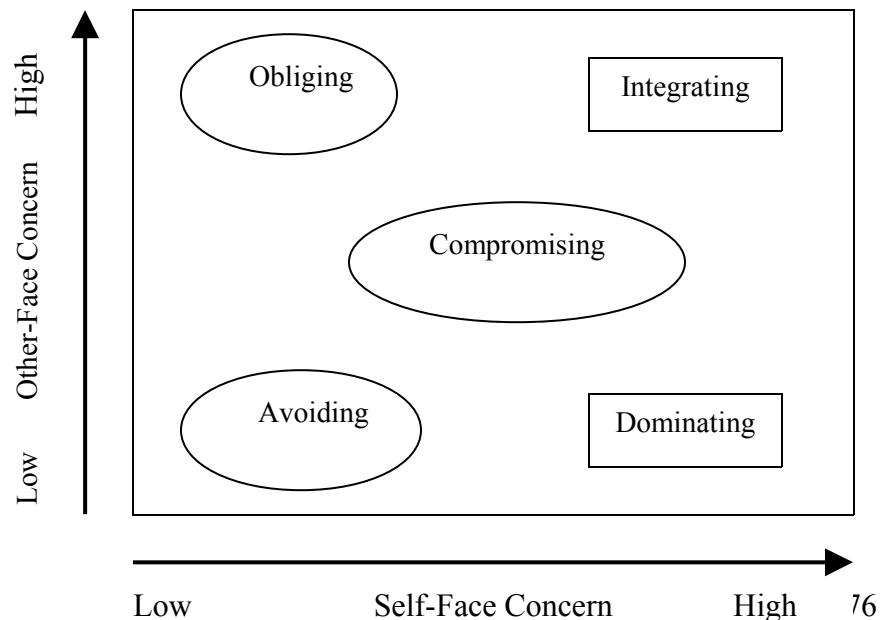 High
Other-Face Concern
Low
Obliging
Integrating
Compromising
Avoiding
Dominating
Low Self-Face Concern High
76